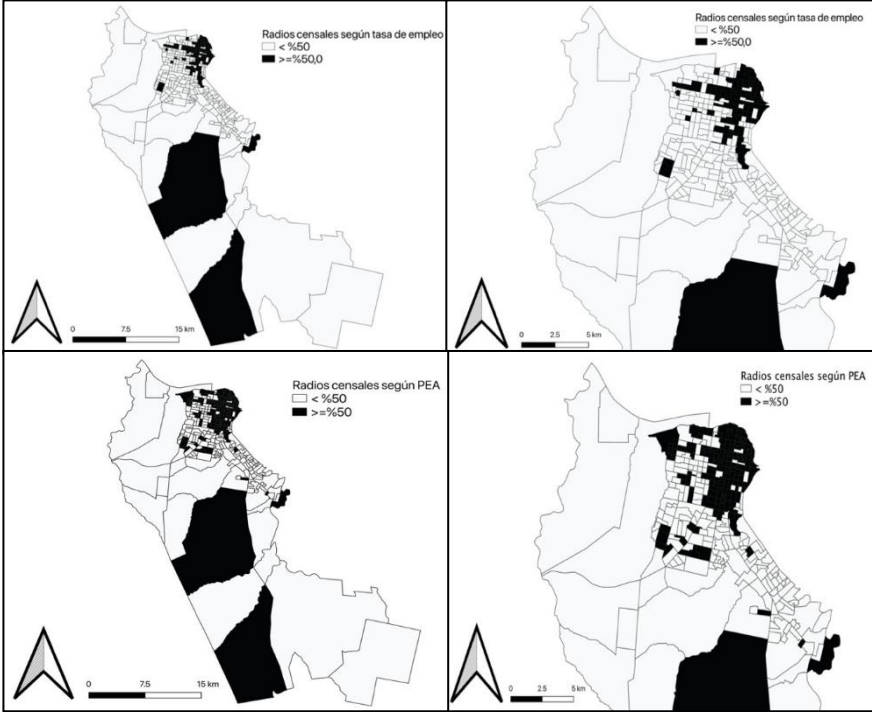 Radios censales según tasa de empleo
< %50
>=%50,0
0 7.5 15 km
Radios censales según tasa de empleo
< %50
>=%50,0
0 2.5 5 km
Radios censales según PEA
< %50
>=%50
0 7.5 15 km
Radios censales según PEA
< %50
>=%50
0 2.5 5 km